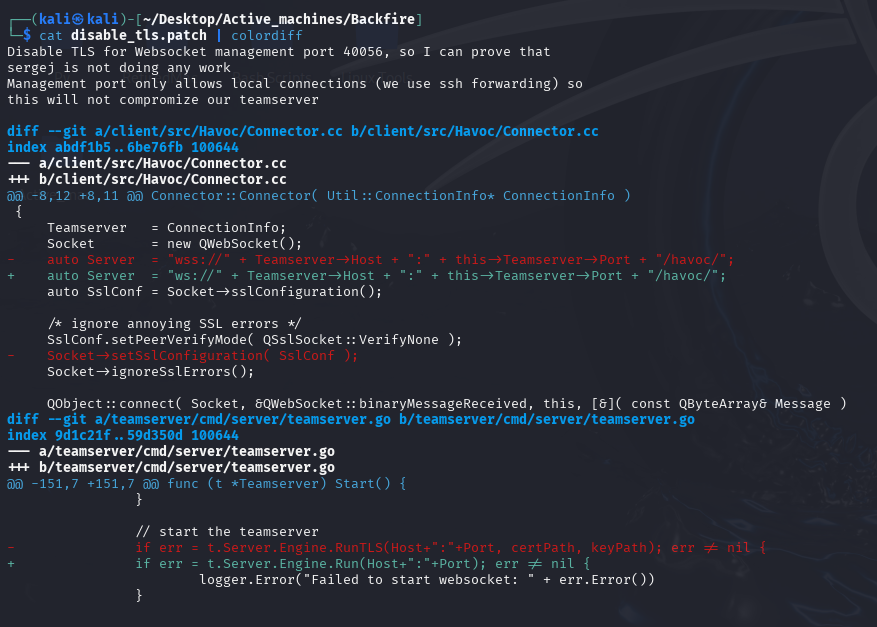 ┌──(kali㉿kali)-[~/Desktop/Active_machines/Backfire]
└─$ cat disable_tls.patch | colordiff
Disable TLS for Websocket management port 40056, so I can prove that
sergej is not doing any work
Management port only allows local connections (we use ssh forwarding) so
this will not compromize our teamserver

diff --git a/client/src/Havoc/Connector.cc b/client/src/Havoc/Connector.cc
index abdf1b5..6be76fb 100644
--- a/client/src/Havoc/Connector.cc
+++ b/client/src/Havoc/Connector.cc
@@ -8,12 +8,11 @@ Connector::Connector( Util::ConnectionInfo* ConnectionInfo )
 {
     Teamserver   = ConnectionInfo;
     Socket       = new QWebSocket();
-    auto Server  = "wss://" + Teamserver->Host + ":" + this->Teamserver->Port + "/havoc/";
+    auto Server  = "ws://" + Teamserver->Host + ":" + this->Teamserver->Port + "/havoc/";
     auto SslConf = Socket->sslConfiguration();

     /* ignore annoying SSL errors */
     SslConf.setPeerVerifyMode( QSslSocket::VerifyNone );
-    Socket->setSslConfiguration( SslConf );
     Socket->ignoreSslErrors();

     QObject::connect( Socket, &QWebSocket::binaryMessageReceived, this, [&]( const QByteArray& Message )
diff --git a/teamserver/cmd/server/teamserver.go b/teamserver/cmd/server/teamserver.go
index 9d1c21f..59d350d 100644
--- a/teamserver/cmd/server/teamserver.go
+++ b/teamserver/cmd/server/teamserver.go
@@ -151,7 +151,7 @@ func (t *Teamserver) Start() {
                }

                // start the teamserver
-               if err = t.Server.Engine.RunTLS(Host+":"+Port, certPath, keyPath); err != nil {
+               if err = t.Server.Engine.Run(Host+":"+Port); err != nil {
                        logger.Error("Failed to start websocket: " + err.Error())
                }